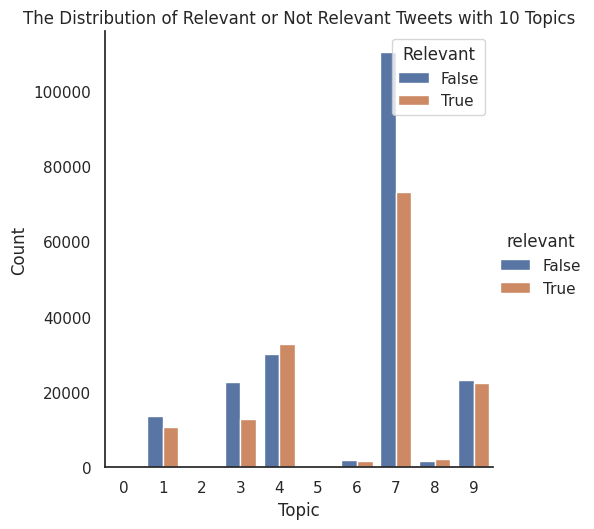 The Distribution of Relevant or Not Relevant Tweets with 10 Topics
Relevant
False
True
100000
80000
60000
40000
20000
0
Count
relevant
False
True
0 1 2 3 4 5 6 7 8 9
Topic